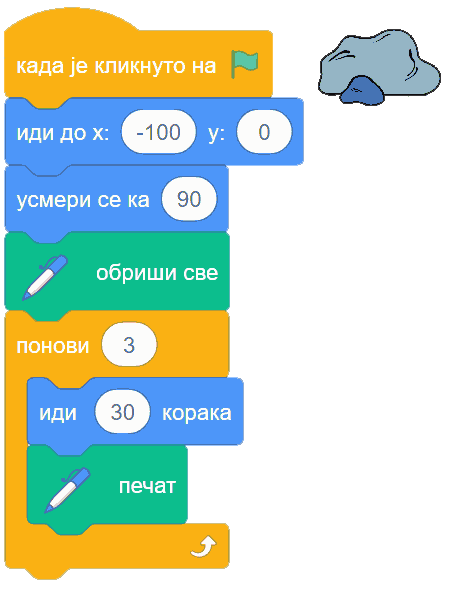 када је кликнуто на
иди до x: -100 y: 0
усмери се ка 90
обриши све
понови 3
иди 30 корака
печат